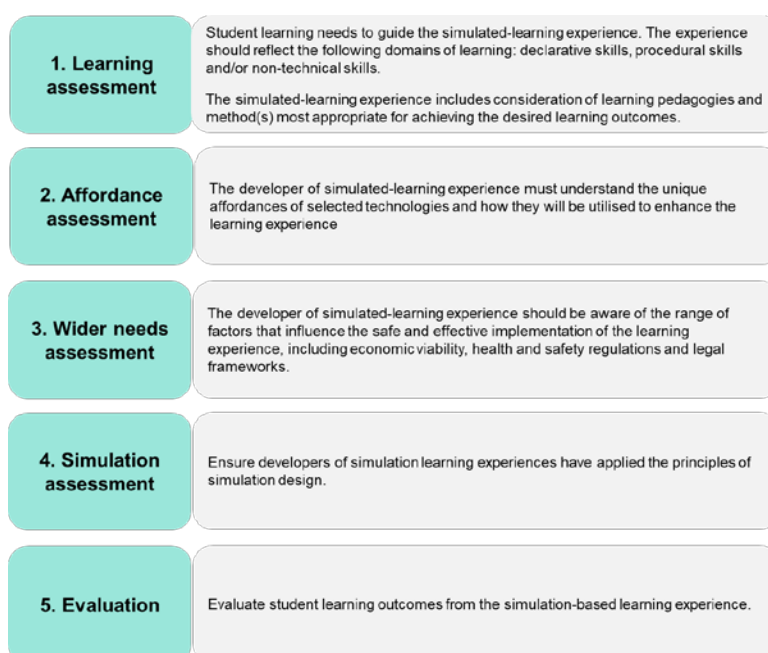 1. Learning
assessment
Student learning needs to guide the simulated-learning experience. The experience
should reflect the following domains of learning: declarative skills, procedural skills
and/or non-technical skills.
The simulated-learning experience includes consideration of learning pedagogies and
method(s) most appropriate for achieving the desired learning outcomes.
2. Affordance
assessment
The developer of simulated-learning experience must understand the unique
affordances of selected technologies and how they will be utilised to enhance the
learning experience
3. Wider needs
assessment
The developer of simulated-learning experience should be aware of the range of
factors that influence the safe and effective implementation of the learning
experience, including economic viability, health and safety regulations and legal
frameworks.
4. Simulation
assessment
Ensure developers of simulation learning experiences have applied the principles of
simulation design.
5. Evaluation
Evaluate student learning outcomes from the simulation-based learning experience.